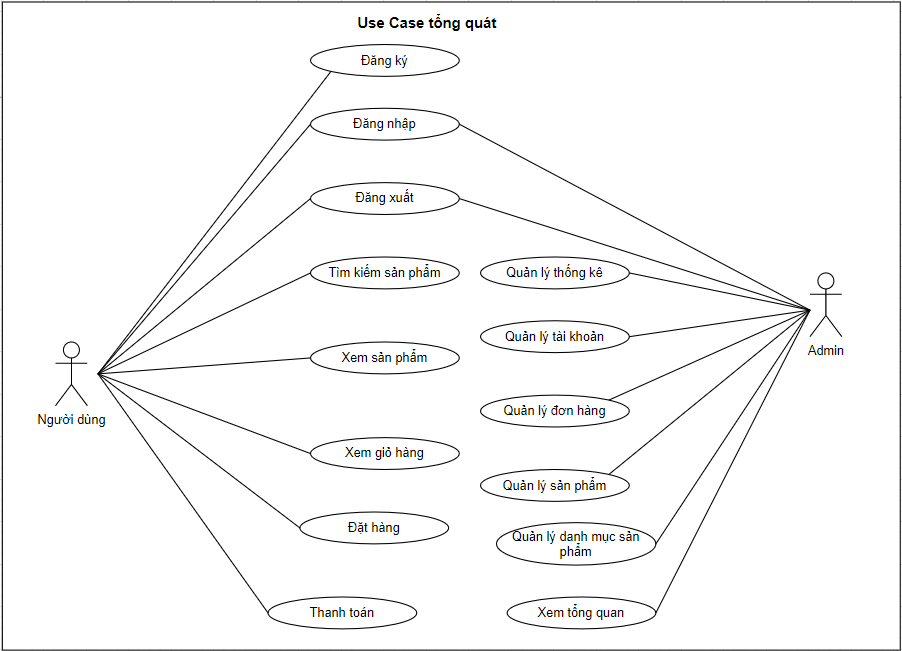 Use Case tổng quát
Đăng ký
Đăng nhập
Đăng xuất
Tìm kiếm sản phẩm
Quản lý thống kê
Quản lý tài khoản
Admin
Xem sản phẩm
Người dùng
Quản lý đơn hàng
Xem giỏ hàng
Quản lý sản phẩm
Đặt hàng
Quản lý danh mục sản
phẩm
Thanh toán
Xem tổng quan